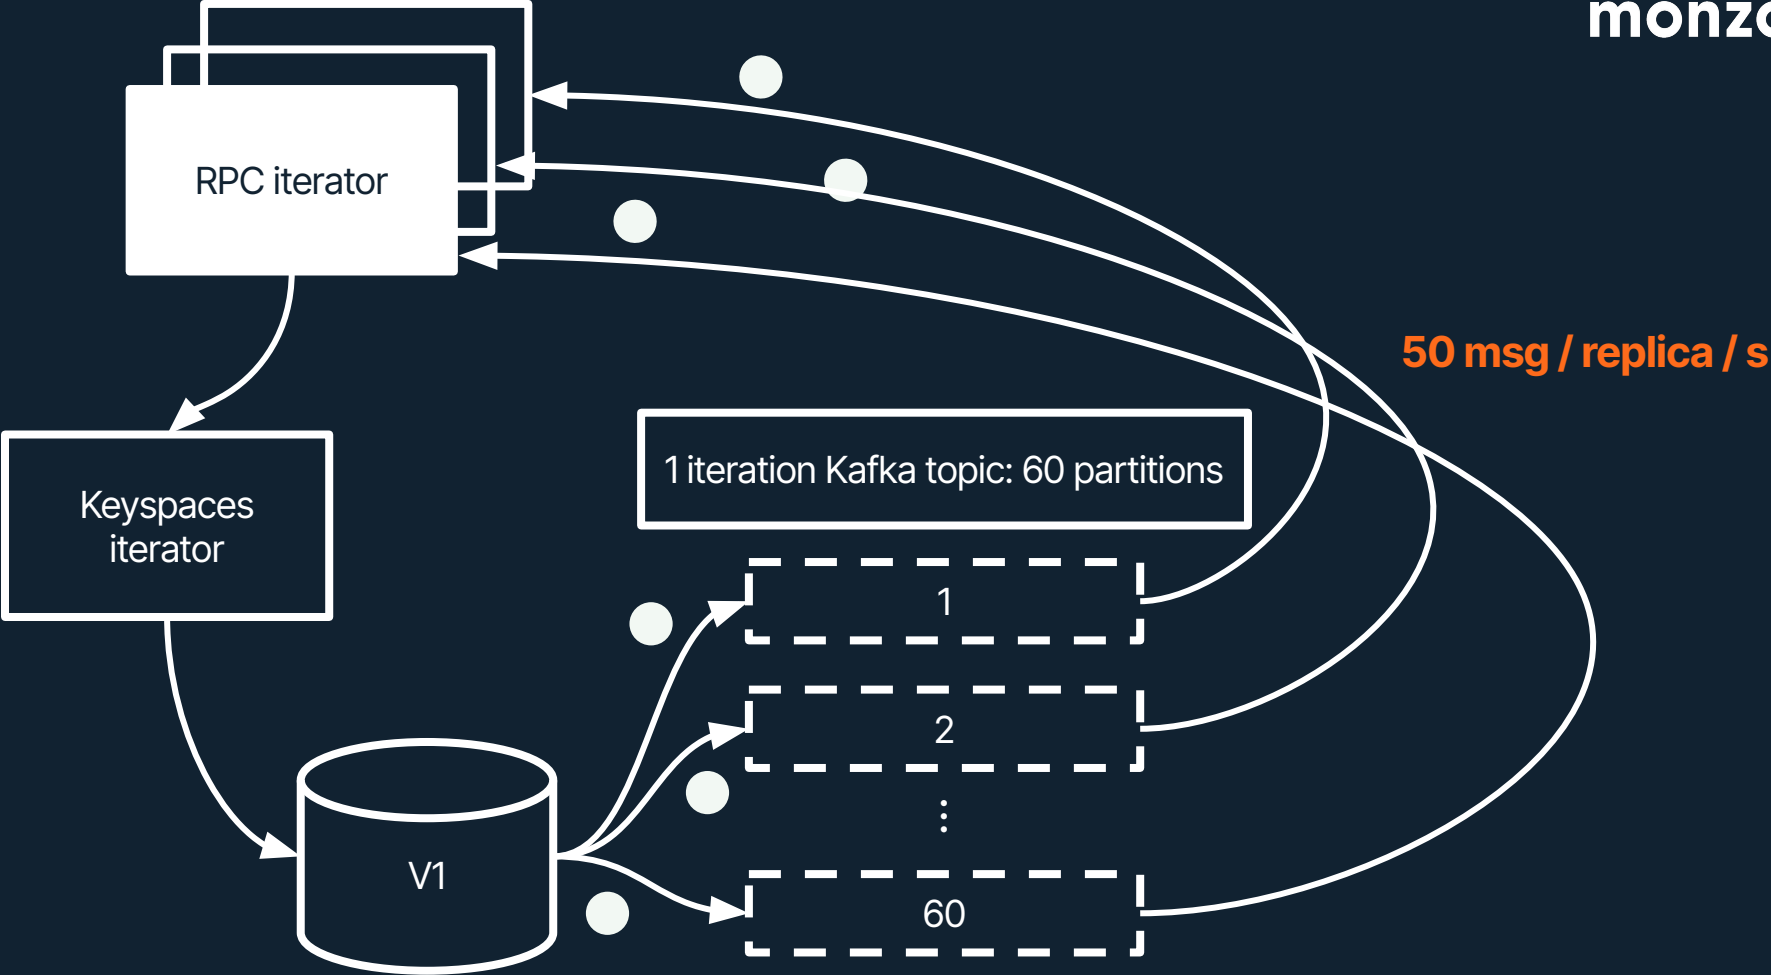 monzo
RPC iterator
50 msg / replica / s
1 iteration Kafka topic: 60 partitions
Keyspaces
iterator
1
2
⋮
V1
60